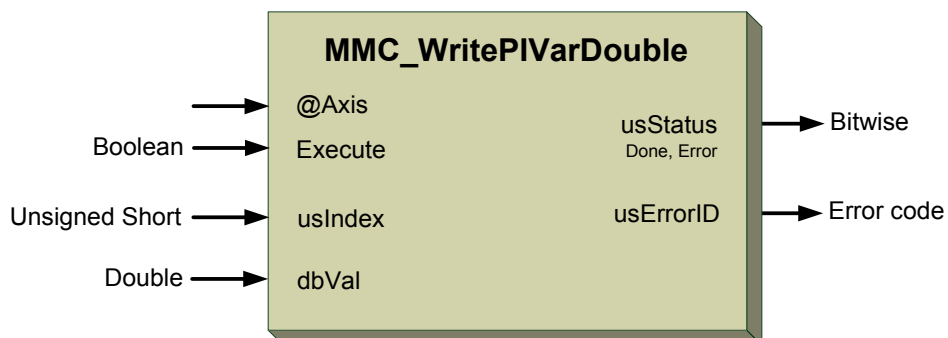 MMC_WritePIVarDouble
@Axis
Boolean
Execute
Unsigned Short
usIndex
Double
dbVal
usStatus
Done, Error
Bitwise
usErrorID
Error code